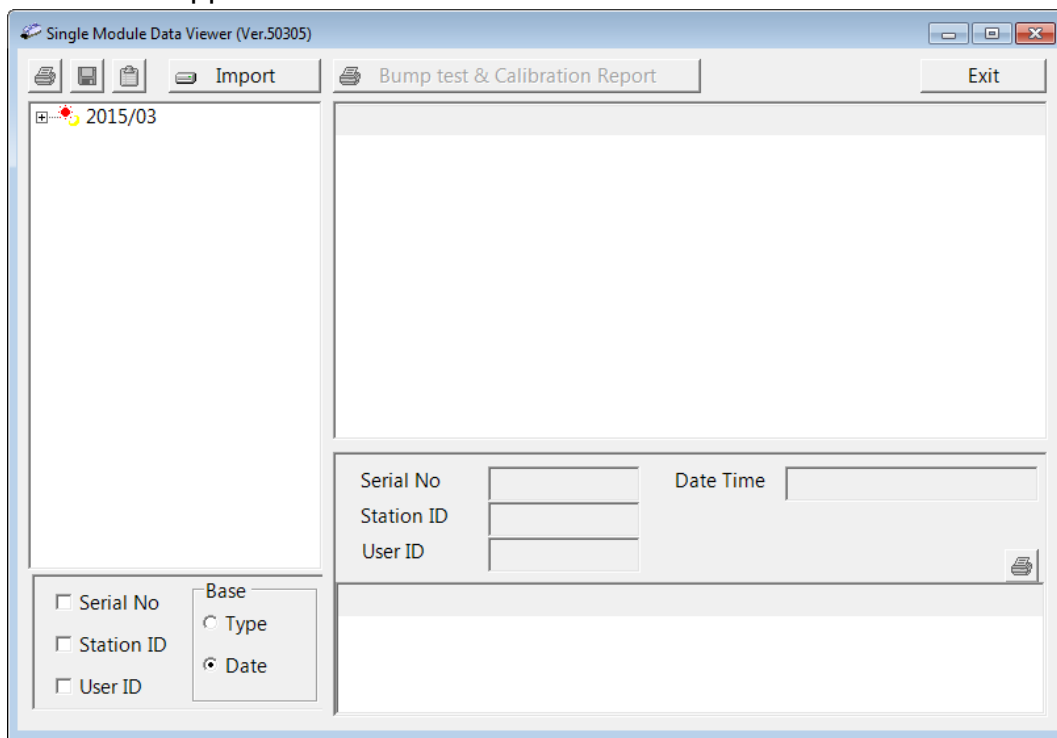 Single Module Data Viewer (Ver.50305)
Import
Bump test & Calibration Report
Exit
2015/03
Serial No
Date Time
Station ID
User ID
Serial No
Station ID
User ID
Base
Type
Date